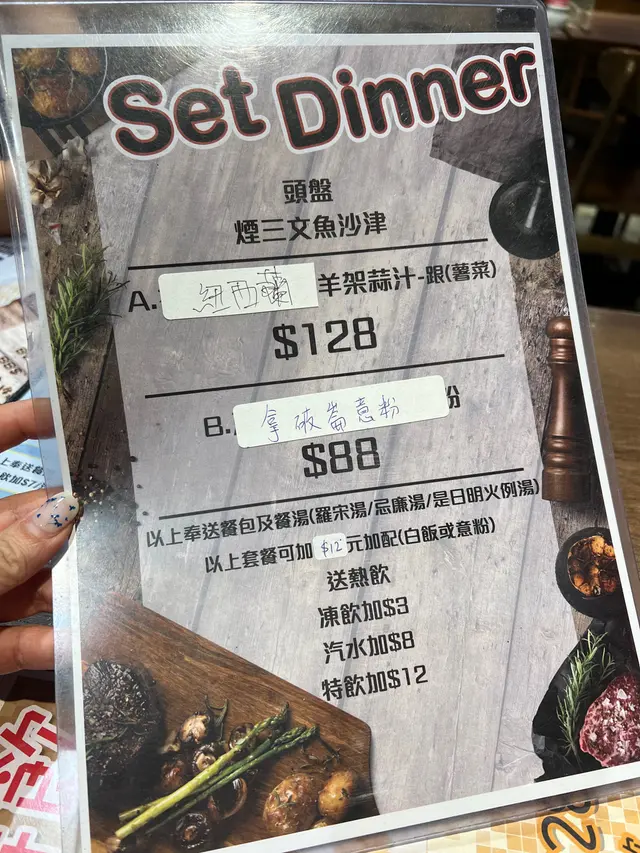 Set Dinner
頭盤
煙三文魚沙津
A. 紐西蘭 羊架蒜汁-跟(薯菜)
$128
B. 拿破崙意粉 粉
$88
以上奉送餐包及餐湯(羅宋湯/忌廉湯/是日明火例湯)
以上套餐可加 $12 元加配(白飯或意粉)
送熱飲
凍飲加$3
汽水加$8
特飲加$12